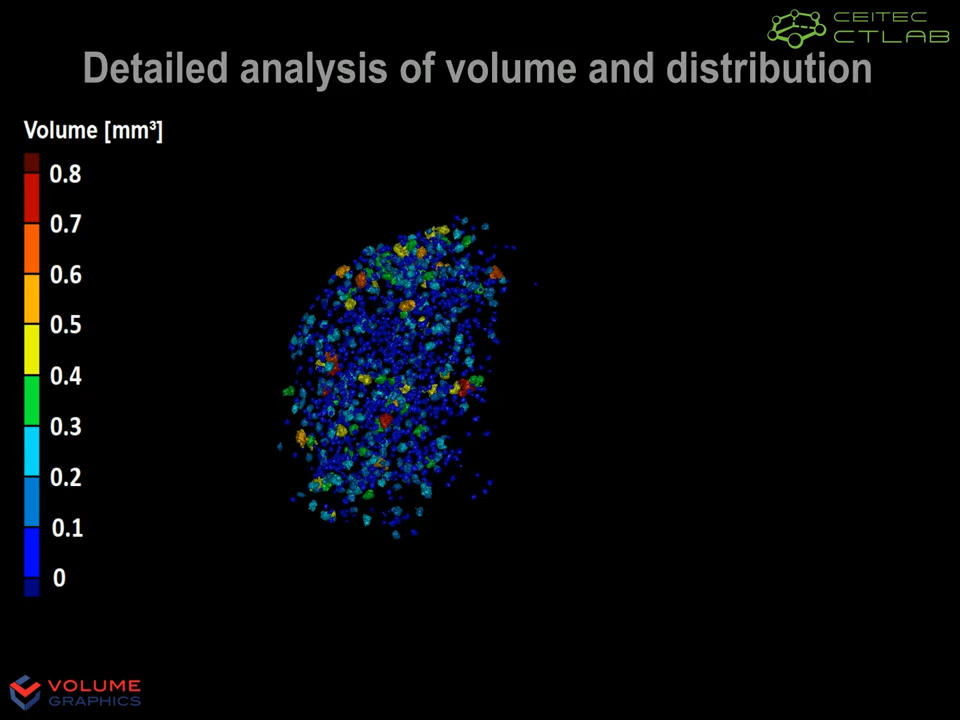 CEITEC
CTLAB
Detailed analysis of volume and distribution
Volume [mm³]
0.8
0.7
0.6
0.5
0.4
0.3
0.2
0.1
0
VOLUME
GRAPHICS